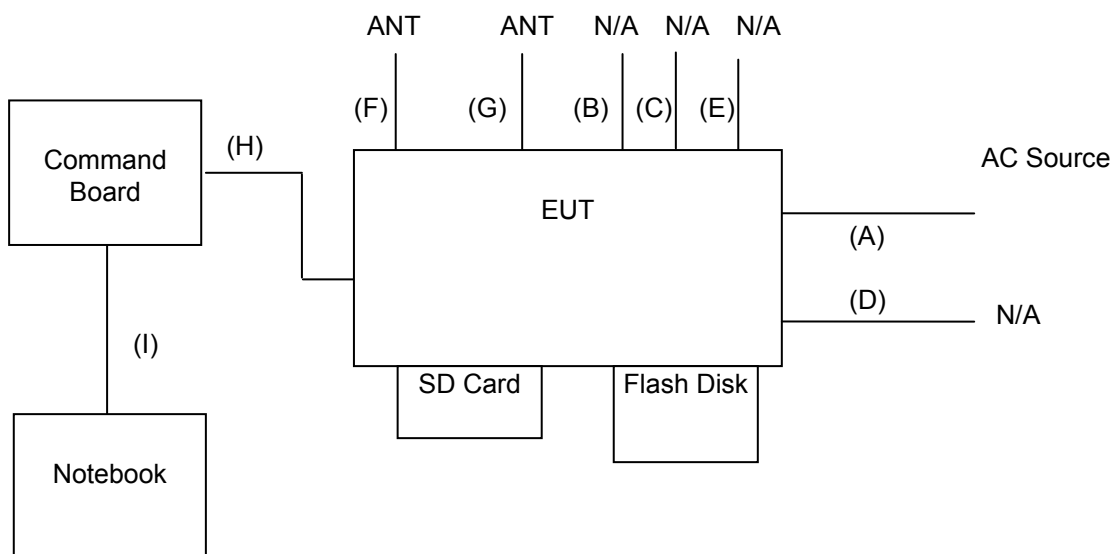 ANT
ANT
N/A
N/A
N/A
(F)
(G)
(B)
(C)
(E)
Command
Board
(H)
EUT
AC Source
(A)
(D)
N/A
(I)
SD Card
Flash Disk
Notebook